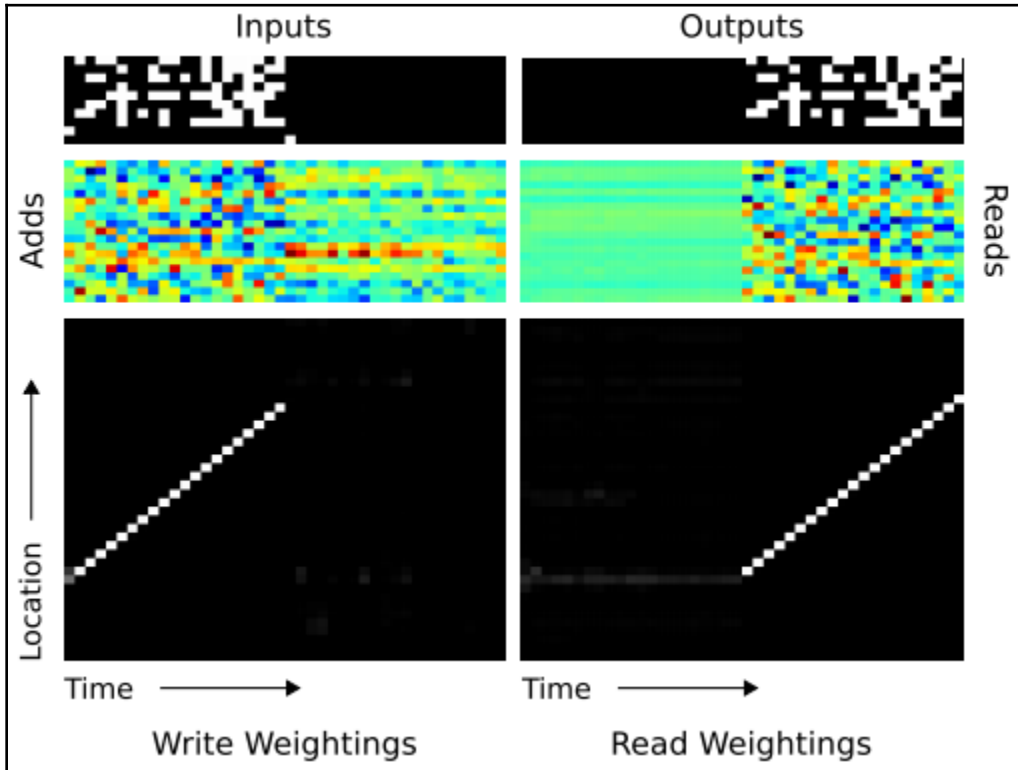 Inputs
Outputs
Adds
Reads
Location
Time
Time
Write Weightings
Read Weightings